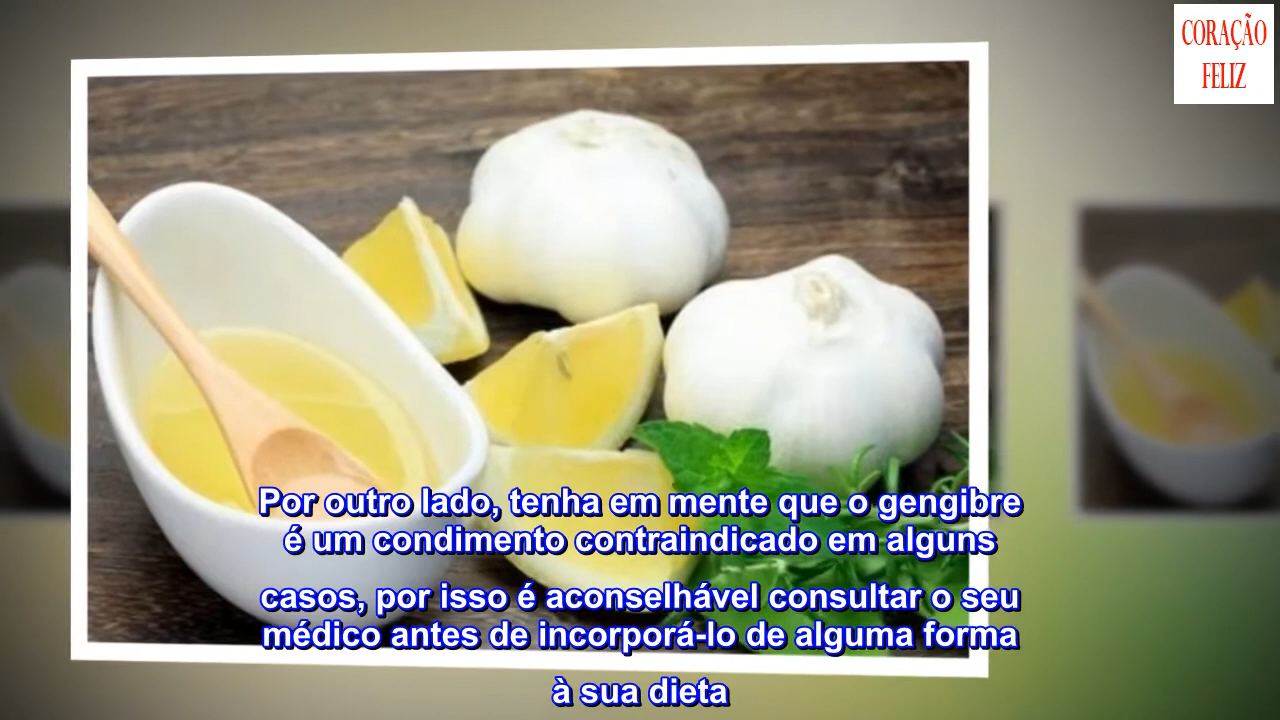 CORAÇÃO
FELIZ
Por outro lado, tenha em mente que o gengibre
é um condimento contraindicado em alguns
casos, por isso é aconselhável consultar o seu
médico antes de incorporá-lo de alguma forma
à sua dieta